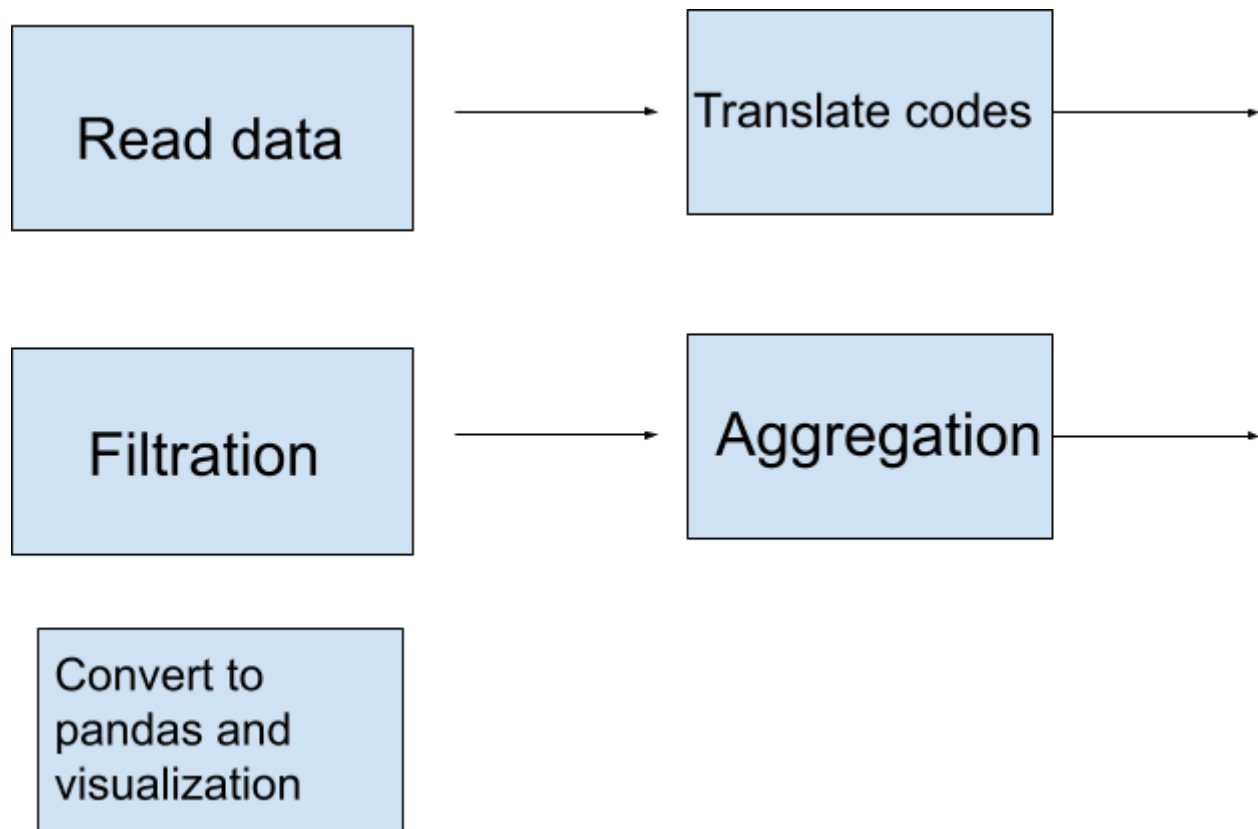 Read data
Translate codes
Filtration
Aggregation
Convert to
pandas and
visualization